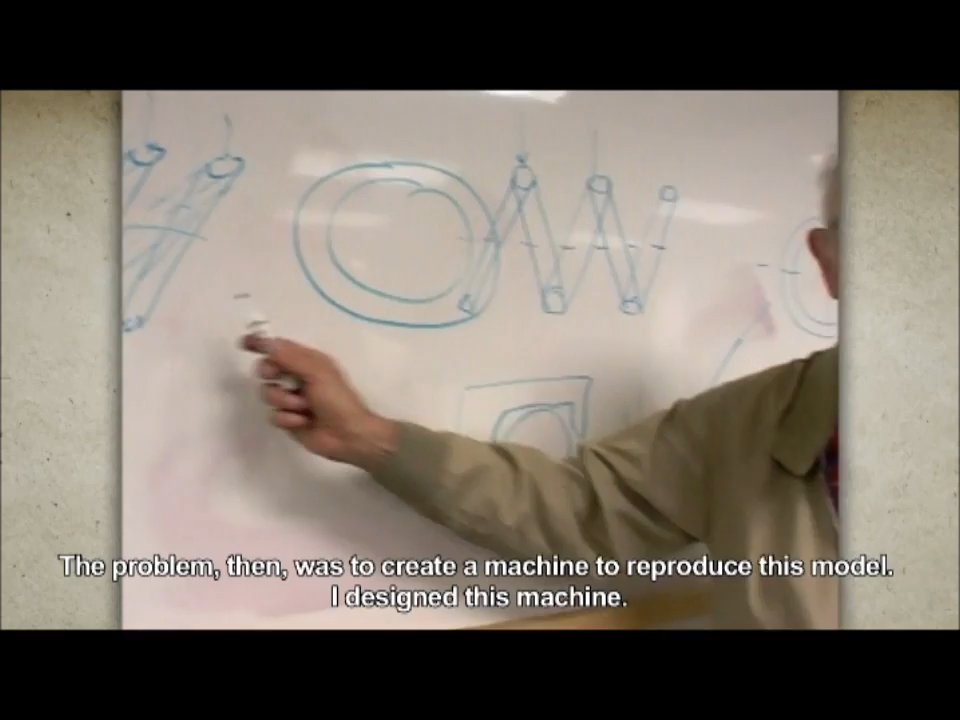 The problem, then, was to create a machine to reproduce this model.
I designed this machine.